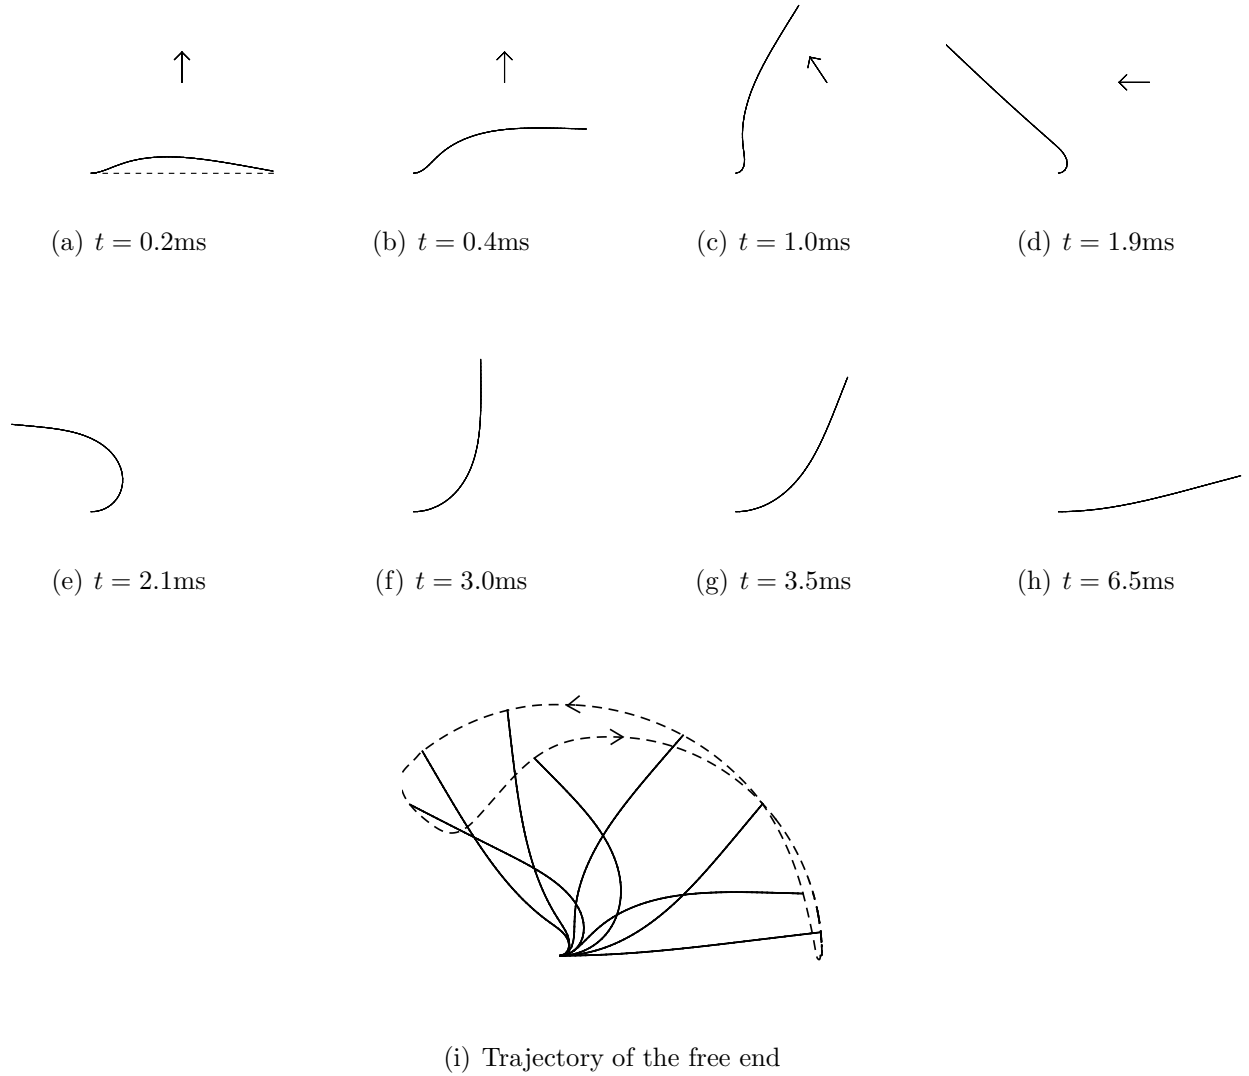 (a) t = 0.2ms
(b) t = 0.4ms
(c) t = 1.0ms
(d) t = 1.9ms
(e) t = 2.1ms
(f) t = 3.0ms
(g) t = 3.5ms
(h) t = 6.5ms
(i) Trajectory of the free end